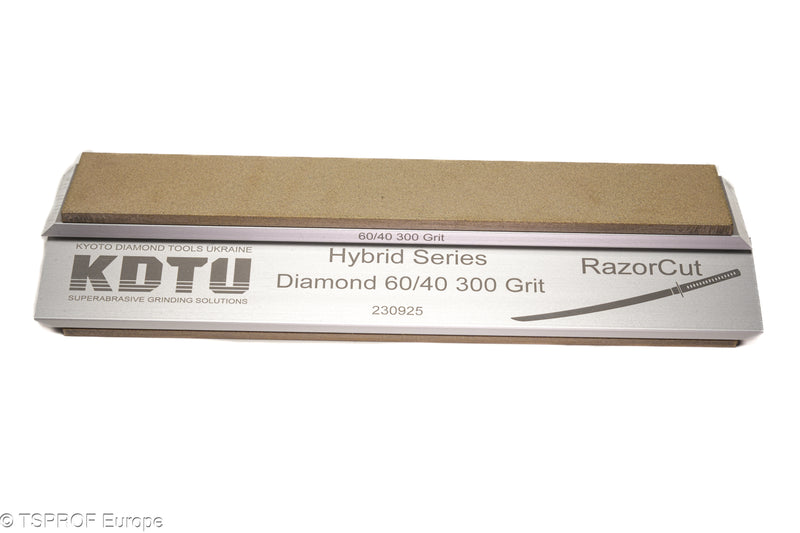 60/40 300 Grit
KYOTO DIAMOND TOOLS UKRAINE
KDTU
SUPERABRASIVE GRINDING SOLUTIONS
Hybrid Series
Diamond 60/40 300 Grit
230925
RazorCut
© TSPROF Europe